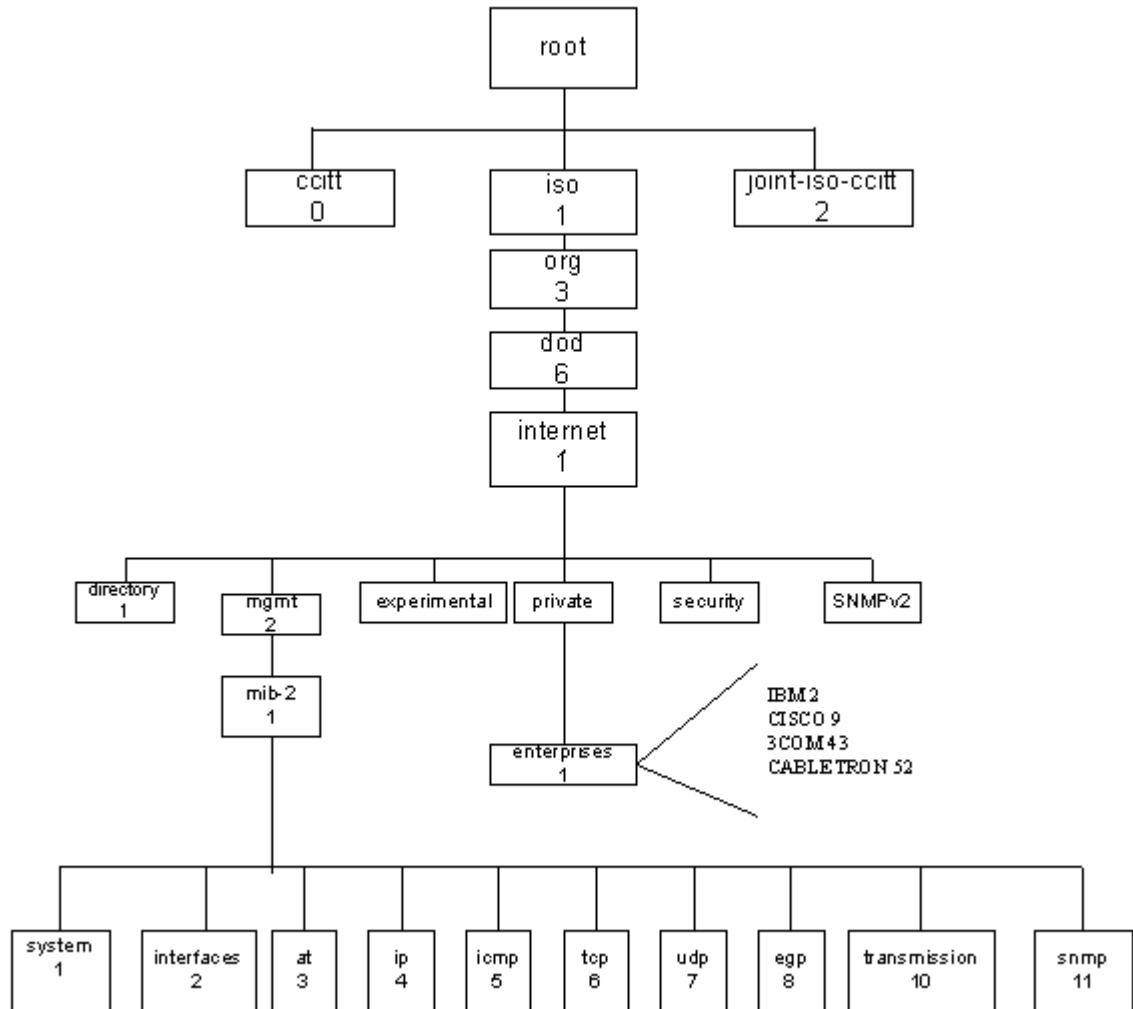 root
ccitt
0
iso
1
joint-iso-ccitt
2
org
3
dod
6
internet
1
directory
1
mgmt
2
experimental
private
security
SNMPv2
mib-2
1
enterprises
1
IBM 2
CISCO 9
3COM 43
CABLETRON 52
system
1
interfaces
2
at
3
ip
4
icmp
5
tcp
6
udp
7
egp
8
transmission
10
snmp
11